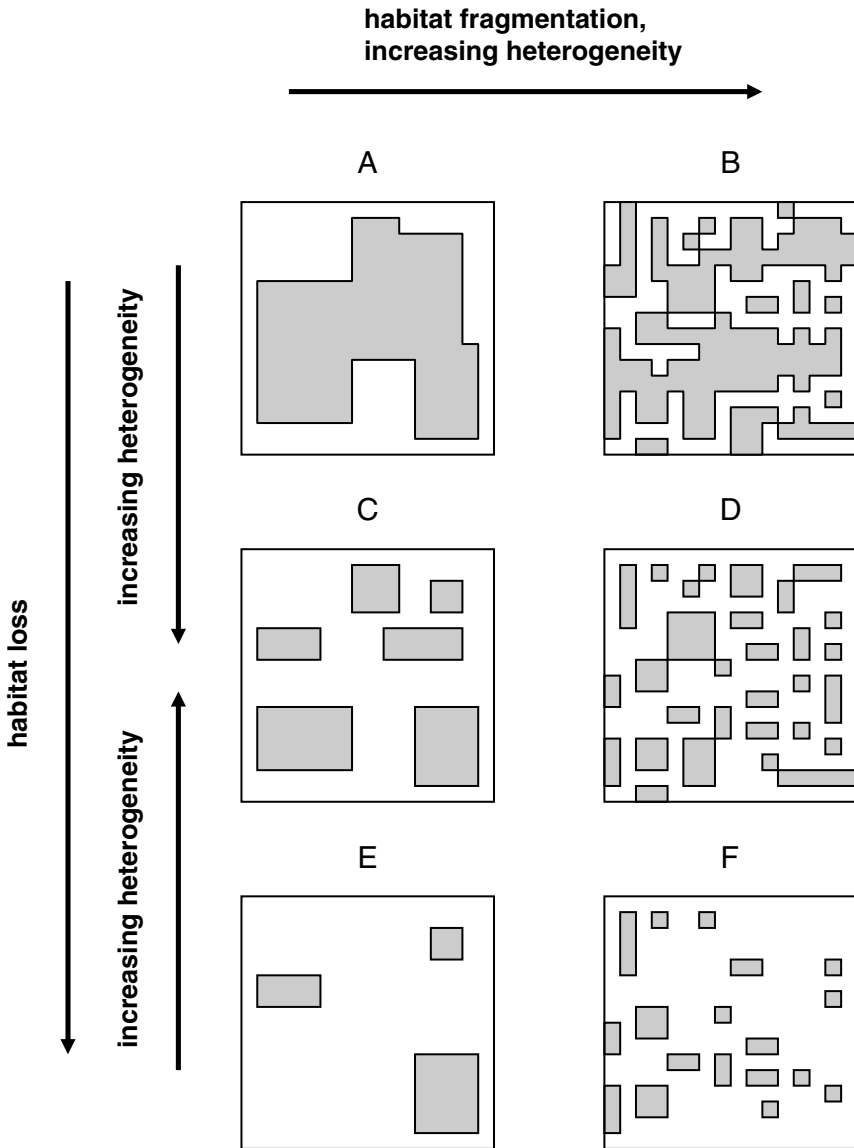 habitat fragmentation,
increasing heterogeneity
A
B
habitat loss
increasing heterogeneity
C
D
increasing heterogeneity
E
F